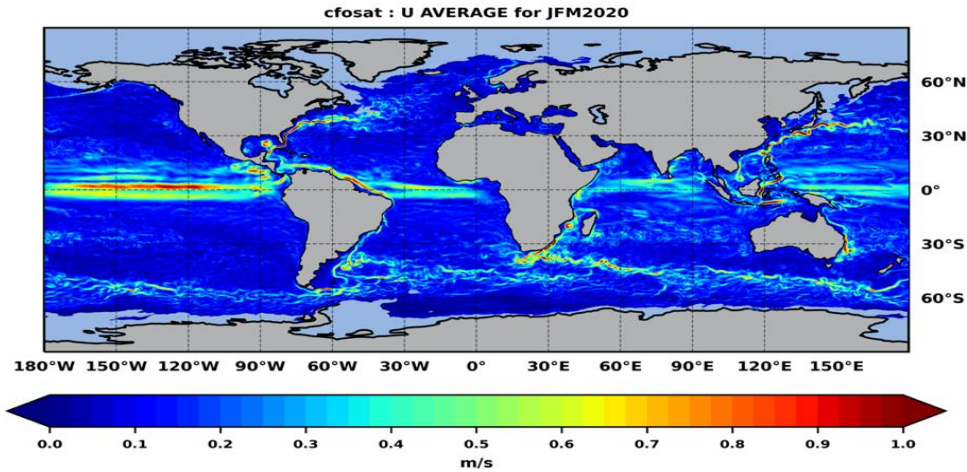 cfosat : U AVERAGE for JFM2020
60°N
30°N
0°
30°S
60°S
180°W 150°W 120°W 90°W 60°W 30°W 0° 30°E 60°E 90°E 120°E 150°E
0.0 0.1 0.2 0.3 0.4 0.5 0.6 0.7 0.8 0.9 1.0
m/s